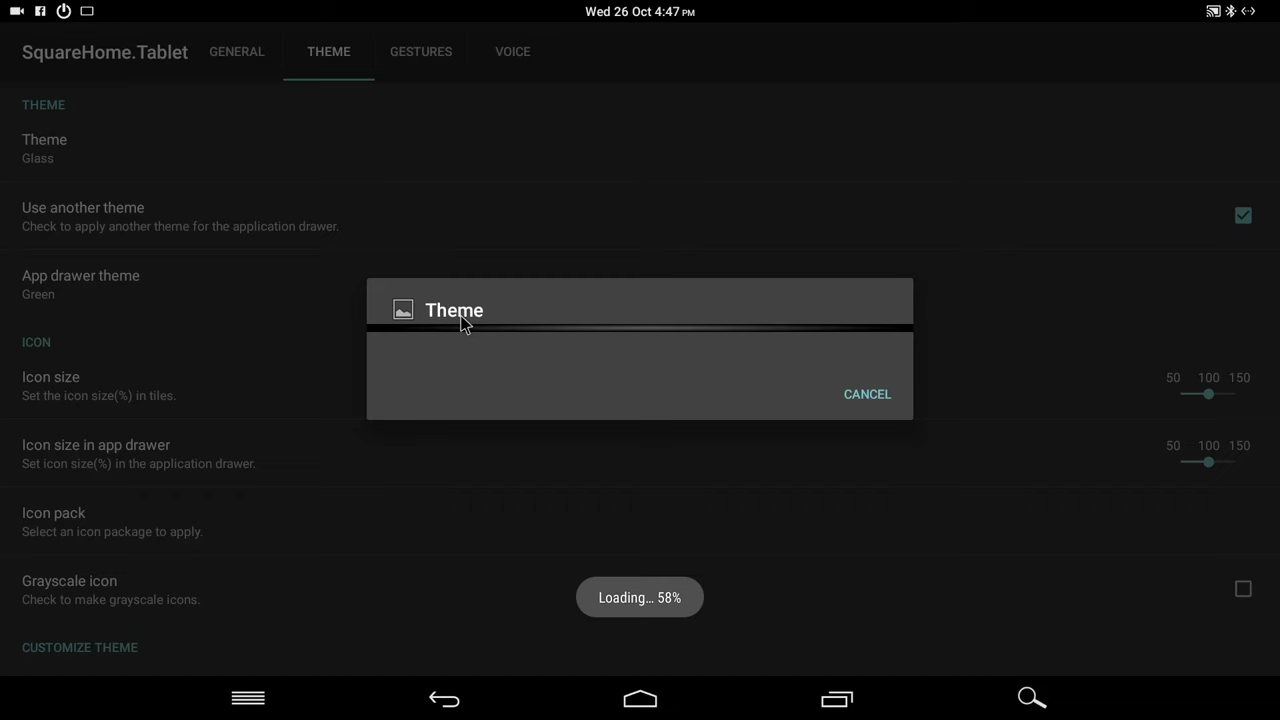 Wed 26 Oct 4:47 PM
SquareHome.Tablet GENERAL THEME GESTURES VOICE
THEME
Theme
Glass
Use another theme
Check to apply another theme for the application drawer.
App drawer theme
Green
Theme
ICON
Icon size
Set the icon size(%) in tiles.
50 100 150
CANCEL
Icon size in app drawer
Set icon size(%) in the application drawer.
50 100 150
Icon pack
Select an icon package to apply.
Grayscale icon
Check to make grayscale icons.
Loading... 58%
CUSTOMIZE THEME